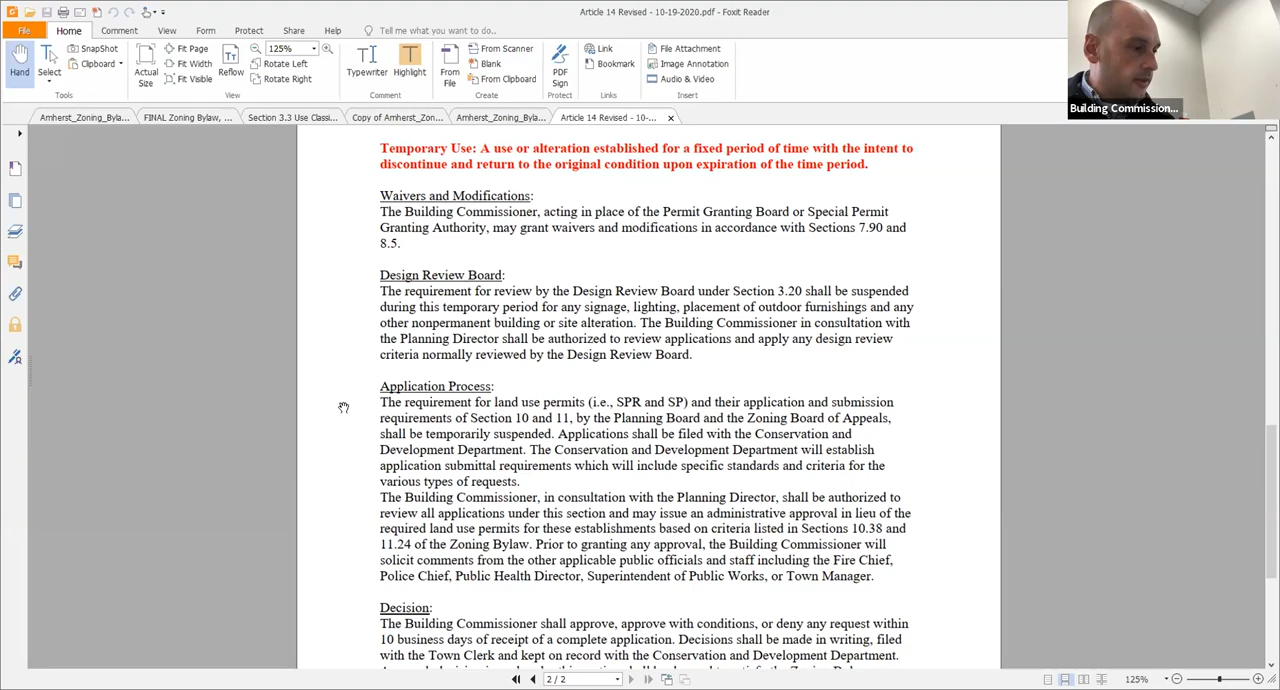 Article 14 Revised - 10-19-2020.pdf - Foxit Reader
File Home Comment View Form Protect Share Help Tell me what you want to do..
SnapShot Fit Page 125% From Scanner Link File Attachment
Clipboard Fit Width Rotate Left Blank Bookmark Image Annotation
Hand Select Actual Size Fit Visible Reflow Rotate Right Typewriter Highlight From File From Clipboard PDF Sign Audio & Video
Tools View Comment Create Protect Links Insert
Building Commission...
Amherst_Zoning_Byla... FINAL Zoning Bylaw, ... Section 3.3 Use Classi... Copy of Amherst_Zon... Amherst_Zoning_Byla... Article 14 Revised - 10-...
Temporary Use: A use or alteration established for a fixed period of time with the intent to
discontinue and return to the original condition upon expiration of the time period.
Waivers and Modifications:
The Building Commissioner, acting in place of the Permit Granting Board or Special Permit
Granting Authority, may grant waivers and modifications in accordance with Sections 7.90 and
8.5.
Design Review Board:
The requirement for review by the Design Review Board under Section 3.20 shall be suspended
during this temporary period for any signage, lighting, placement of outdoor furnishings and any
other nonpermanent building or site alteration. The Building Commissioner in consultation with
the Planning Director shall be authorized to review applications and apply any design review
criteria normally reviewed by the Design Review Board.
Application Process:
The requirement for land use permits (i.e., SPR and SP) and their application and submission
requirements of Section 10 and 11, by the Planning Board and the Zoning Board of Appeals,
shall be temporarily suspended. Applications shall be filed with the Conservation and
Development Department. The Conservation and Development Department will establish
application submittal requirements which will include specific standards and criteria for the
various types of requests.
The Building Commissioner, in consultation with the Planning Director, shall be authorized to
review all applications under this section and may issue an administrative approval in lieu of the
required land use permits for these establishments based on criteria listed in Sections 10.38 and
11.24 of the Zoning Bylaw. Prior to granting any approval, the Building Commissioner will
solicit comments from the other applicable public officials and staff including the Fire Chief,
Police Chief, Public Health Director, Superintendent of Public Works, or Town Manager.
Decision:
The Building Commissioner shall approve, approve with conditions, or deny any request within
10 business days of receipt of a complete application. Decisions shall be made in writing, filed
with the Town Clerk and kept on record with the Conservation and Development Department.
2 / 2 125%